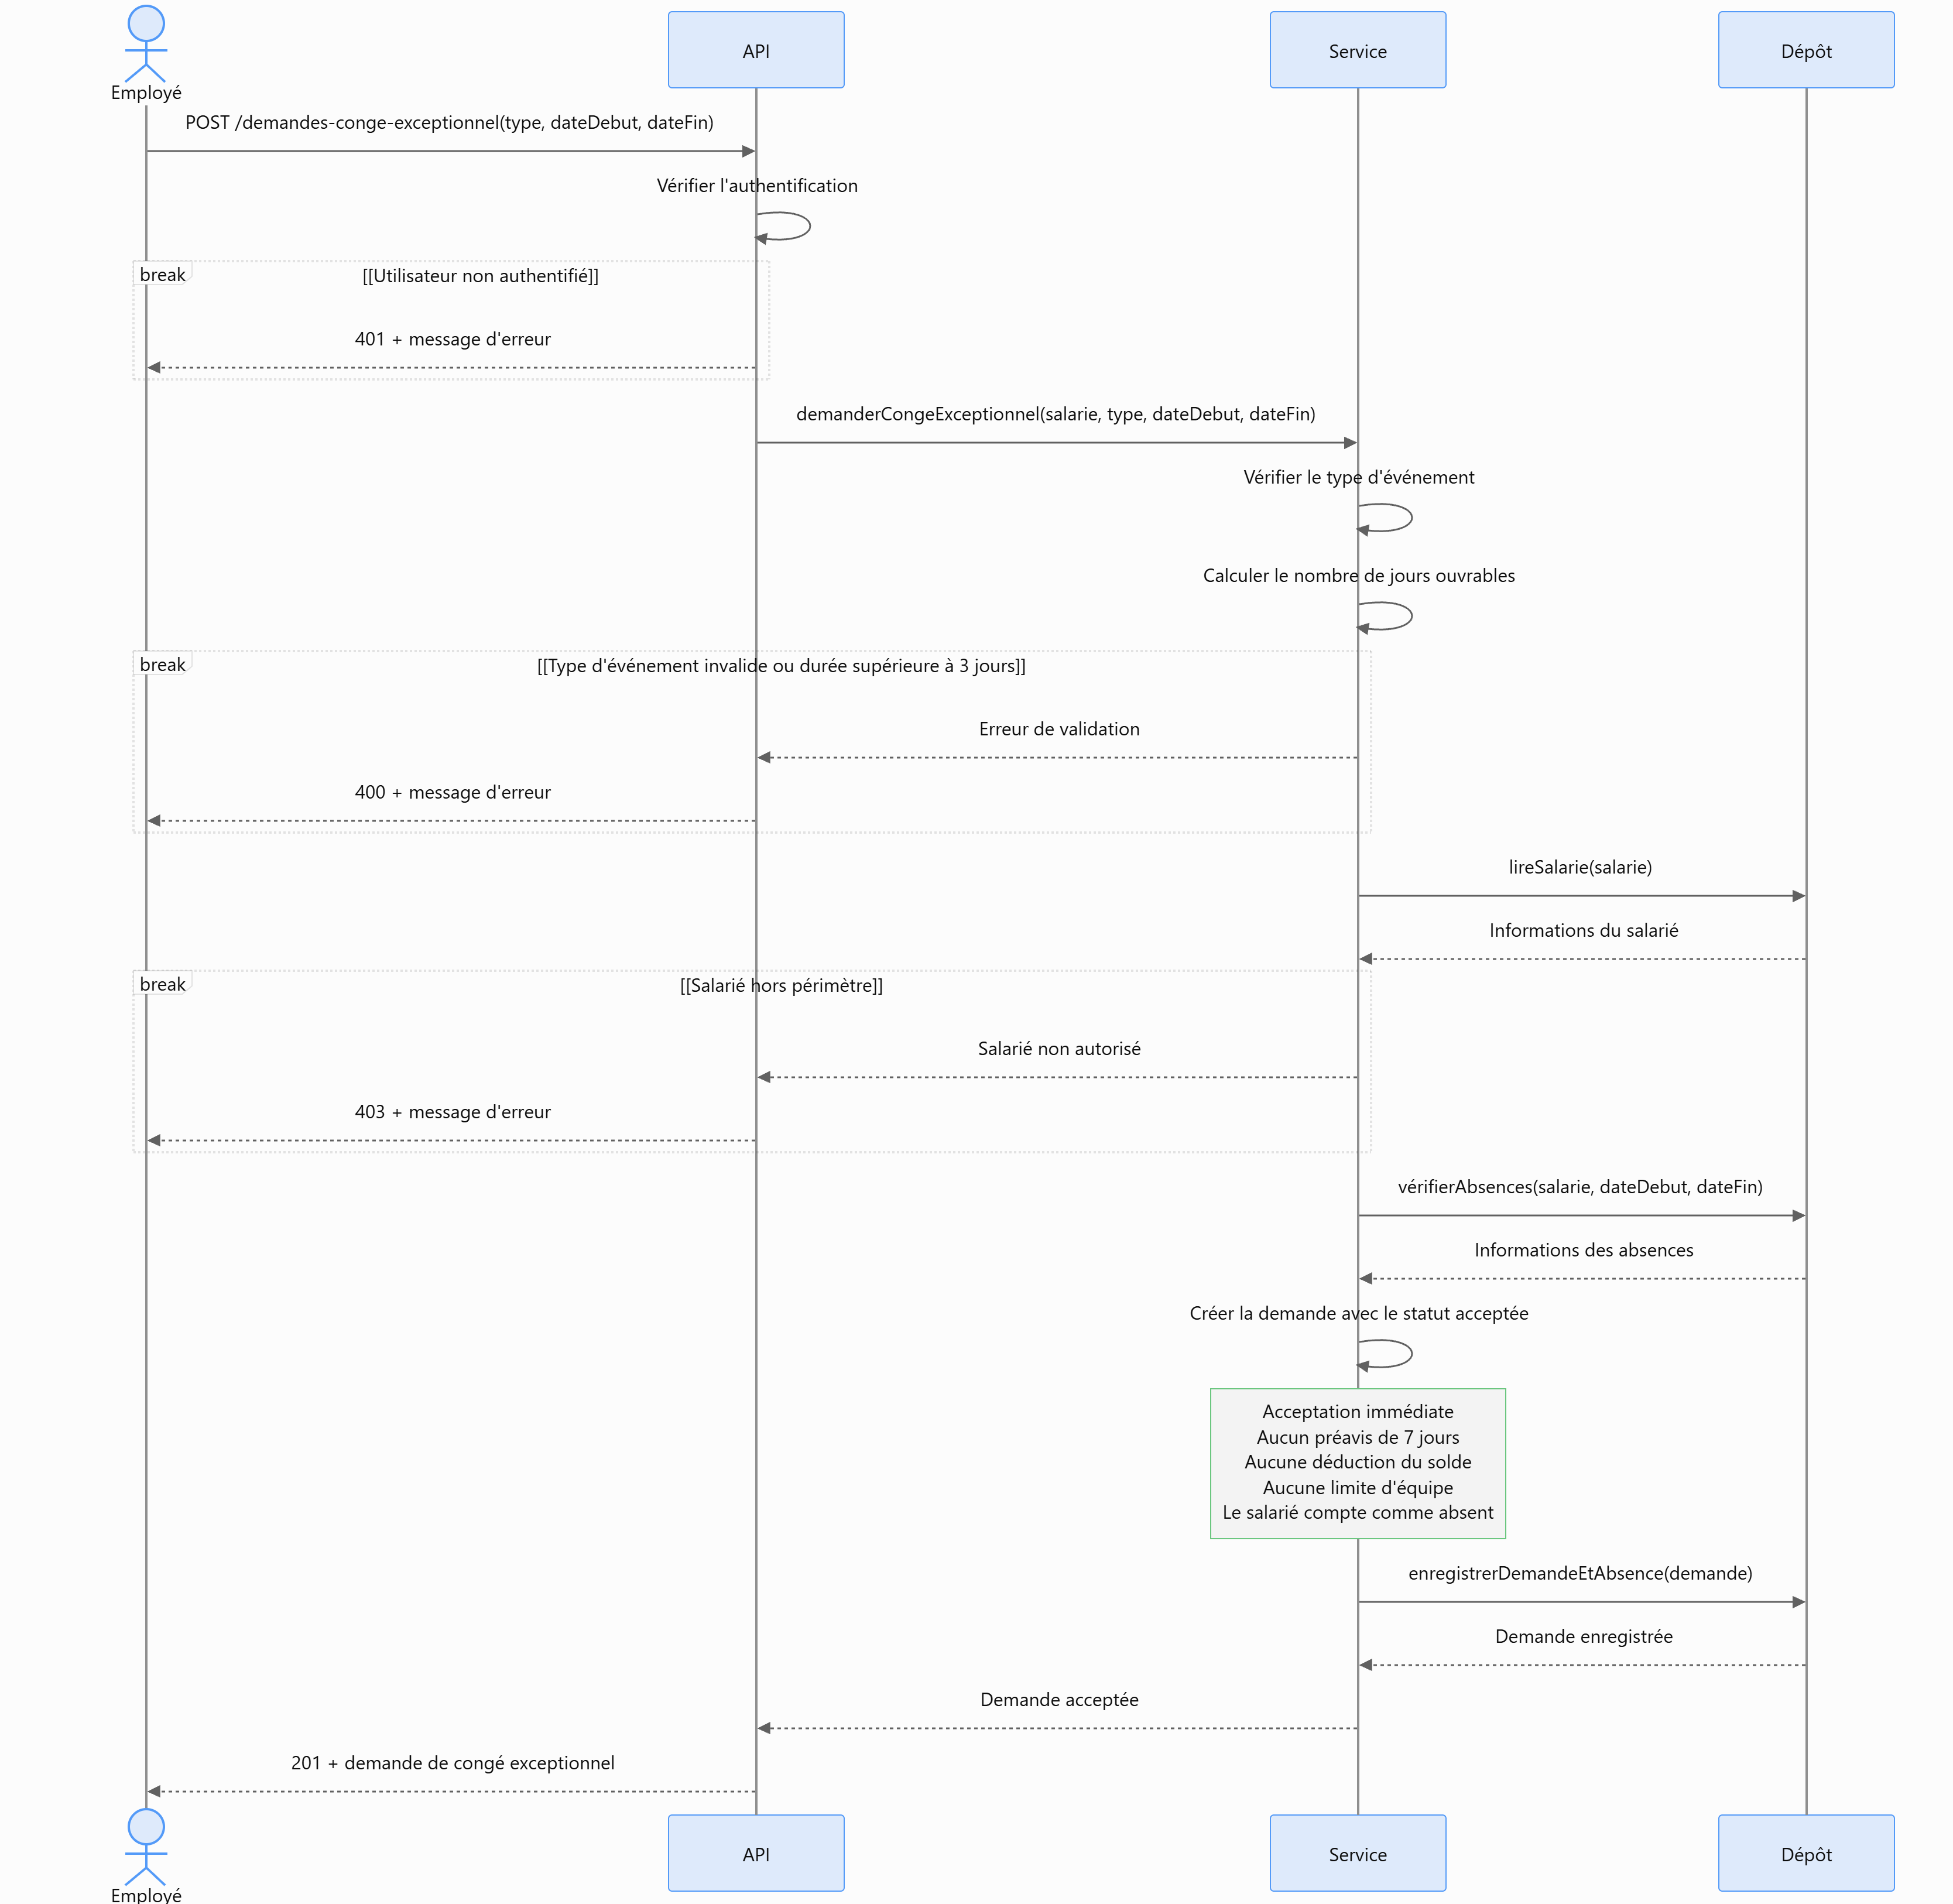 Employé
API
Service
Dépôt
POST /demandes-conge-exceptionnel(type, dateDebut, dateFin)
Vérifier l'authentification
break
[[Utilisateur non authentifié]]
401 + message d'erreur
demanderCongeExceptionnel(salarie, type, dateDebut, dateFin)
Vérifier le type d'événement
Calculer le nombre de jours ouvrables
break
[[Type d'événement invalide ou durée supérieure à 3 jours]]
Erreur de validation
400 + message d'erreur
lireSalarie(salarie)
Informations du salarié
break
[[Salarié hors périmètre]]
Salarié non autorisé
403 + message d'erreur
vérifierAbsences(salarie, dateDebut, dateFin)
Informations des absences
Créer la demande avec le statut acceptée
Acceptation immédiate
Aucun préavis de 7 jours
Aucune déduction du solde
Aucune limite d'équipe
Le salarié compte comme absent
enregistrerDemandeEtAbsence(demande)
Demande enregistrée
Demande acceptée
201 + demande de congé exceptionnel
Employé
API
Service
Dépôt